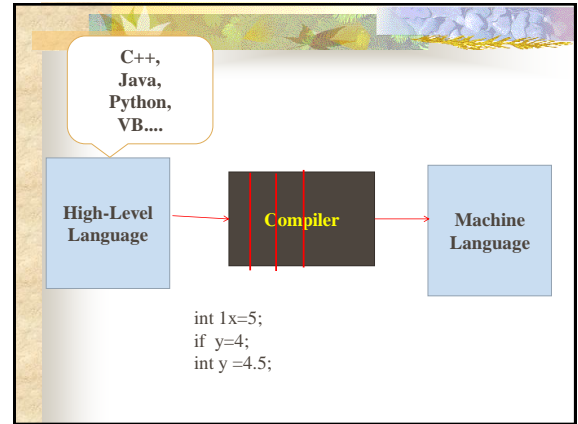 C++,
Java,
Python,
VB....
High-Level
Language
Compiler
Machine
Language
int 1x=5;
if  y=4;
int y =4.5;